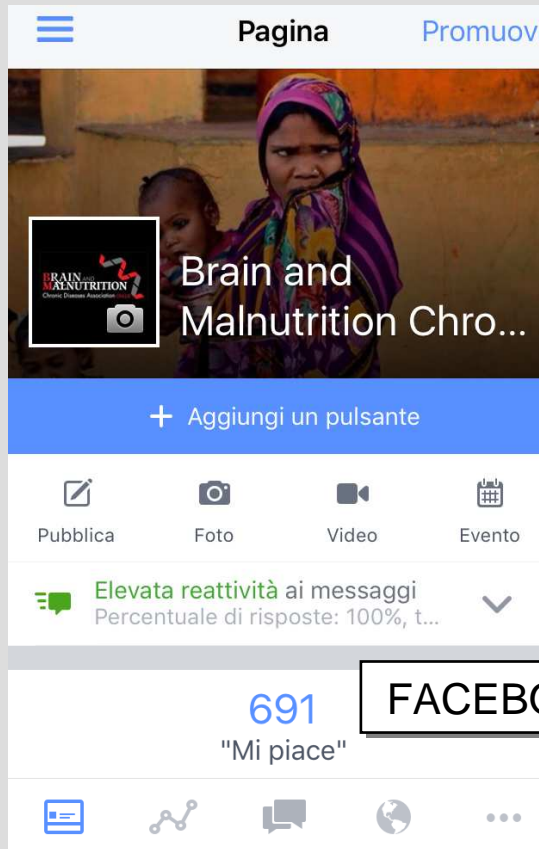 Pagina
Promuov
BRAIN AND
MALNUTRITION
Chronic Diseases Association
Brain and
Malnutrition Chro...
+ Aggiungi un pulsante
Pubblica
Foto
Video
Evento
Elevata reattività ai messaggi
Percentuale di risposte: 100%, t...
691
"Mi piace"
FACEBO